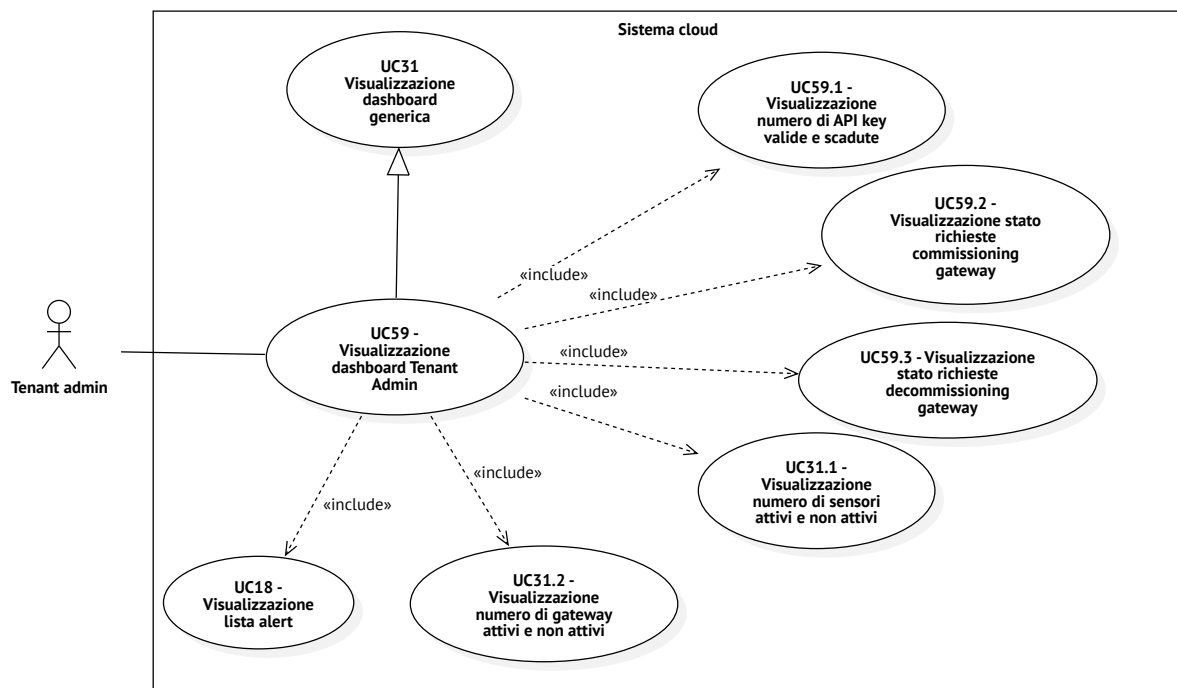 Sistema cloud
UC31
Visualizzazione
dashboard
generica
UC59.1 -
Visualizzazione
numero di API key
valide e scadute
UC59.2 -
Visualizzazione stato
richieste
commissioning
gateway
«include»
«include»
UC59 -
Visualizzazione
dashboard Tenant
Admin
«include»
UC59.3 - Visualizzazione
stato richieste
decommissioning
gateway
Tenant admin
«include»
UC31.1 -
Visualizzazione
numero di sensori
attivi e non attivi
«include»
«include»
UC18 -
Visualizzazione
lista alert
UC31.2 -
Visualizzazione
numero di gateway
attivi e non attivi